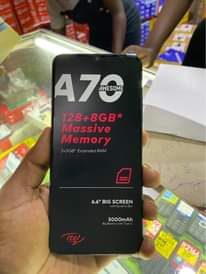 A70
AWESOME
128+8GB*
Massive
Memory
6.6" BIG SCREEN
5000mAh
itel